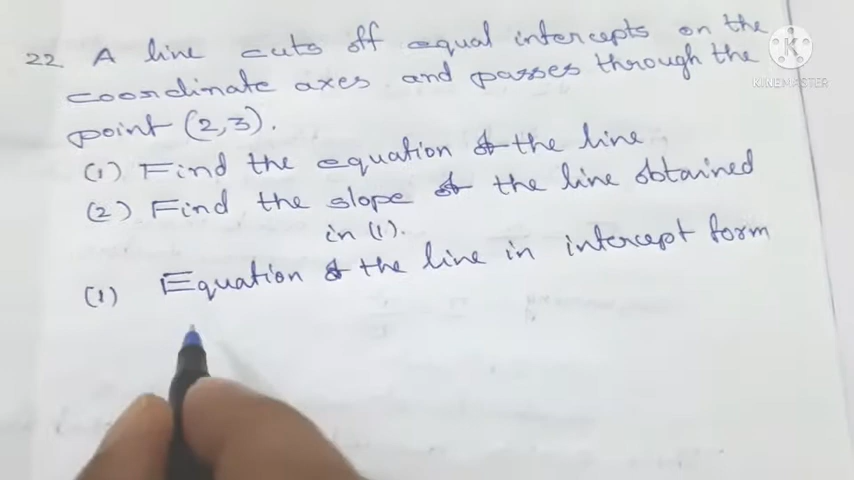 22 A line cuts off equal intercepts on the
coordinate axes and passes through the
point (2,3).
(1) Find the equation of the line
(2) Find the slope of the line obtained
in (1).
(1) Equation of the line in intercept form
K
KINEMASTER